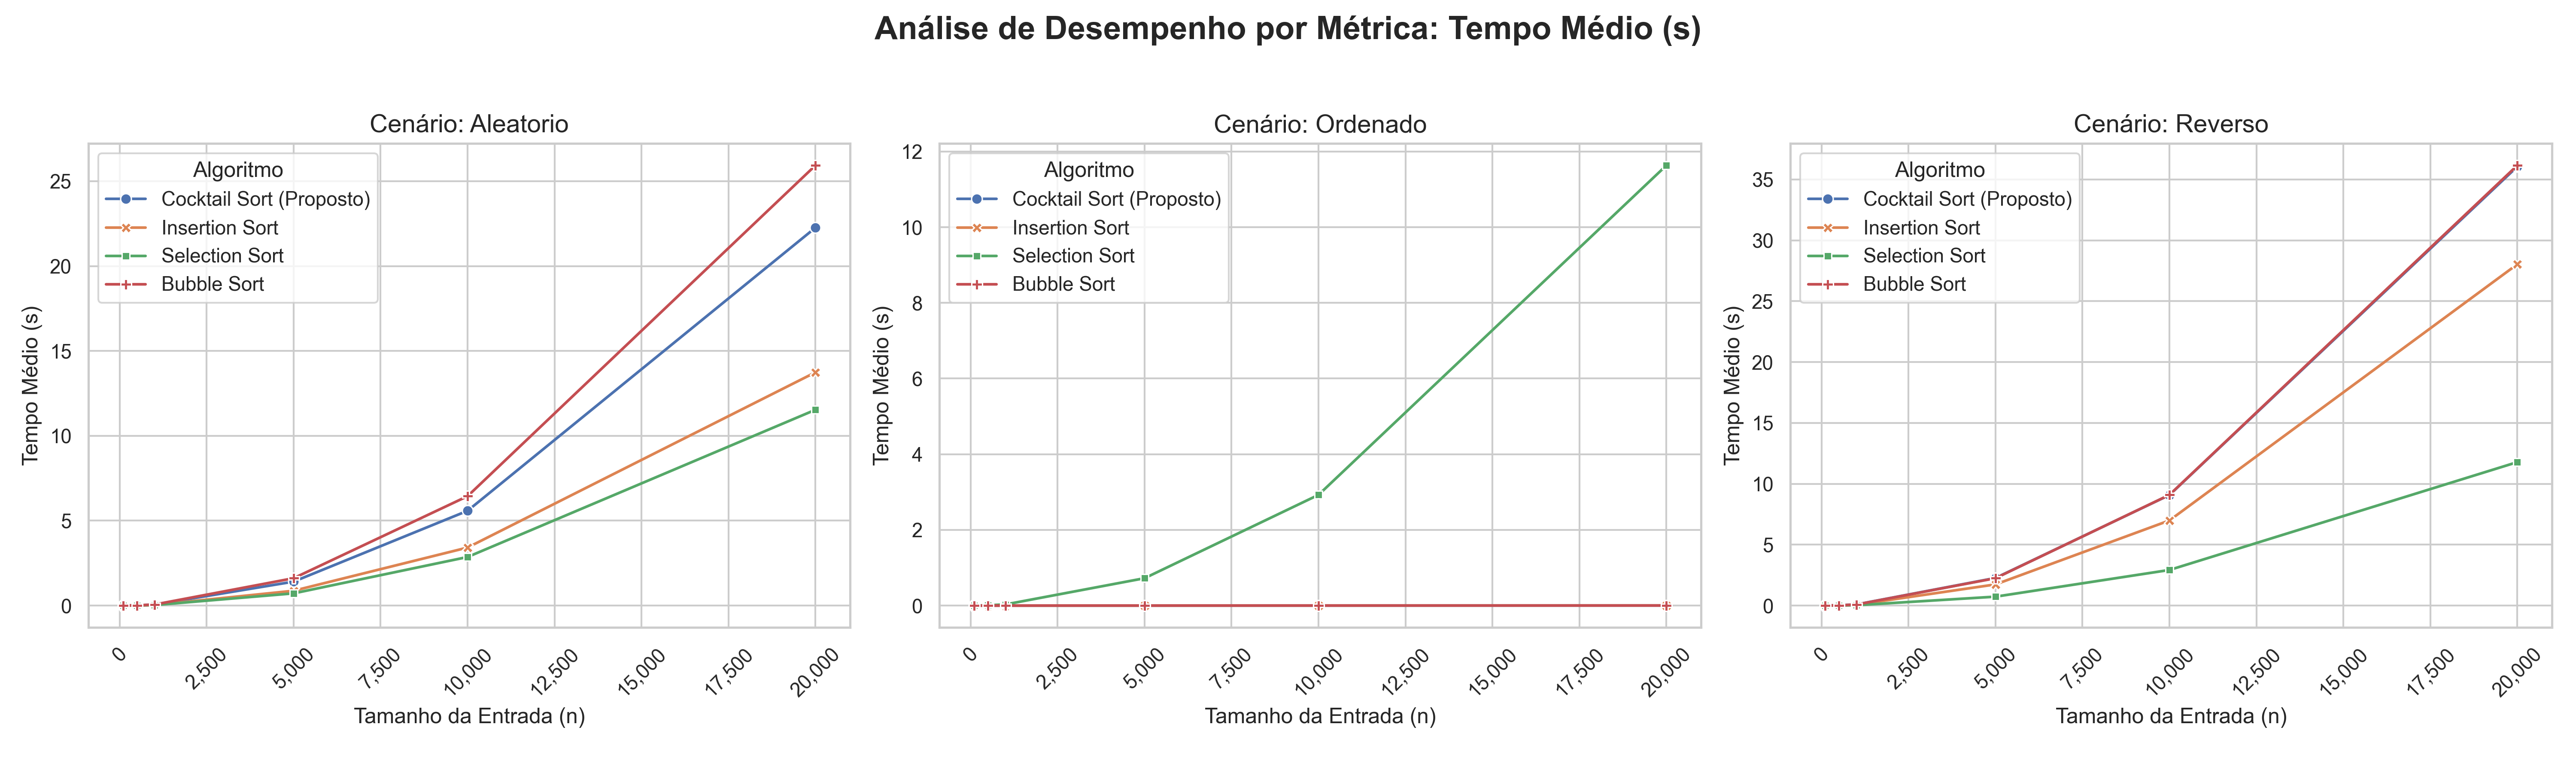 Análise de Desempenho por Métrica: Tempo Médio (s)
Cenário: Aleatorio
Algoritmo
Cocktail Sort (Proposto)
Insertion Sort
Selection Sort
Bubble Sort
Tempo Médio (s)
25
20
15
10
5
0
0
2,500
5,000
7,500
10,000
12,500
15,000
17,500
20,000
Tamanho da Entrada (n)
Cenário: Ordenado
Algoritmo
Cocktail Sort (Proposto)
Insertion Sort
Selection Sort
Bubble Sort
Tempo Médio (s)
12
10
8
6
4
2
0
0
2,500
5,000
7,500
10,000
12,500
15,000
17,500
20,000
Tamanho da Entrada (n)
Cenário: Reverso
Algoritmo
Cocktail Sort (Proposto)
Insertion Sort
Selection Sort
Bubble Sort
Tempo Médio (s)
35
30
25
20
15
10
5
0
0
2,500
5,000
7,500
10,000
12,500
15,000
17,500
20,000
Tamanho da Entrada (n)